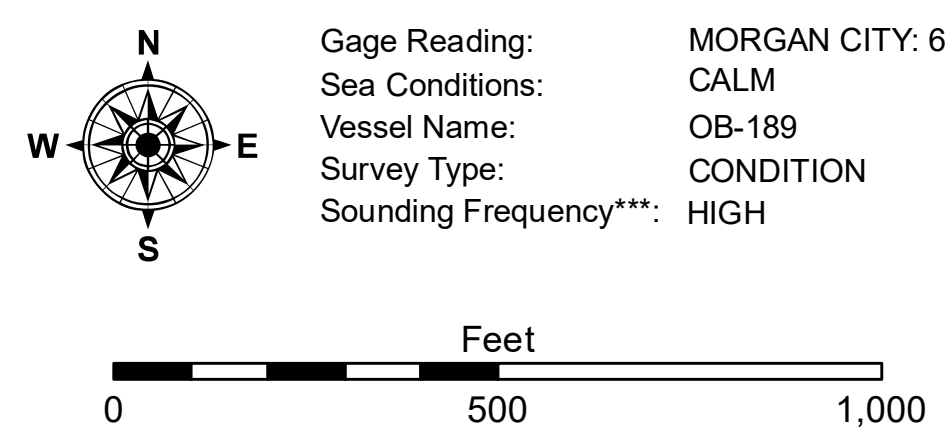 N
W E
S
Gage Reading: MORGAN CITY: 6
Sea Conditions: CALM
Vessel Name: OB-189
Survey Type: CONDITION
Sounding Frequency***: HIGH
Feet
0 500 1,000